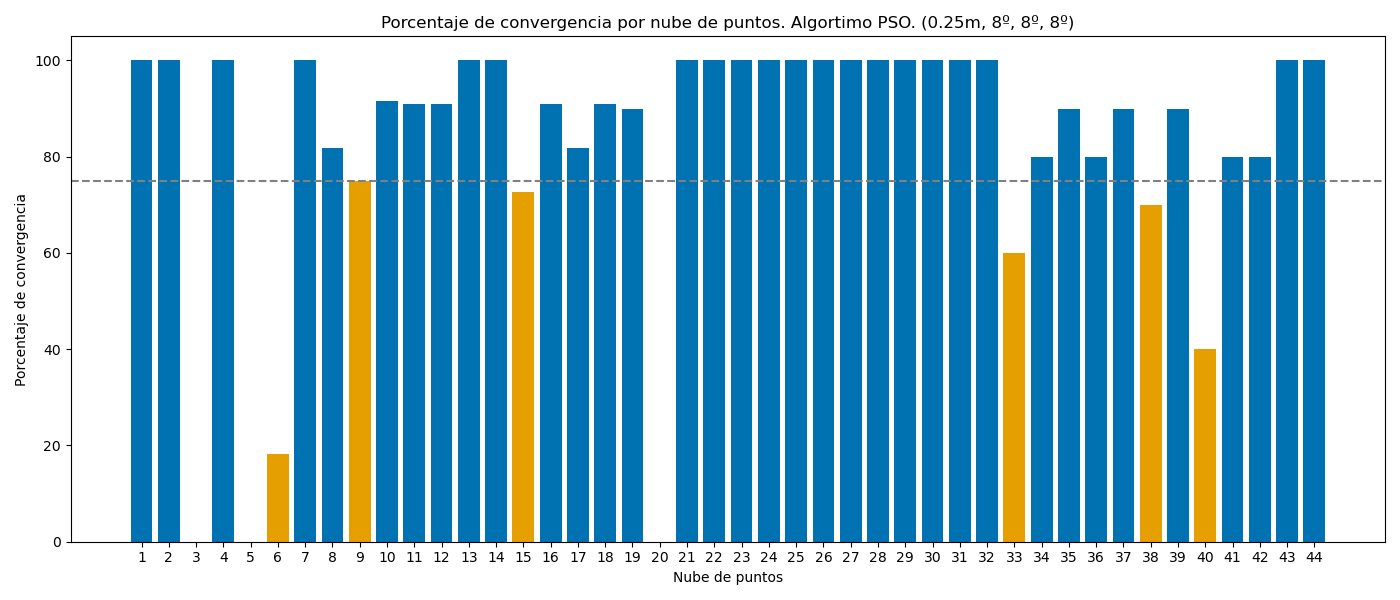 Porcentaje de convergencia por nube de puntos. Algortimo PSO. (0.25m, 8º, 8º, 8º)
Porcentaje de convergencia
100
80
60
40
20
0
1 2 3 4 5 6 7 8 9 10 11 12 13 14 15 16 17 18 19 20 21 22 23 24 25 26 27 28 29 30 31 32 33 34 35 36 37 38 39 40 41 42 43 44
Nube de puntos